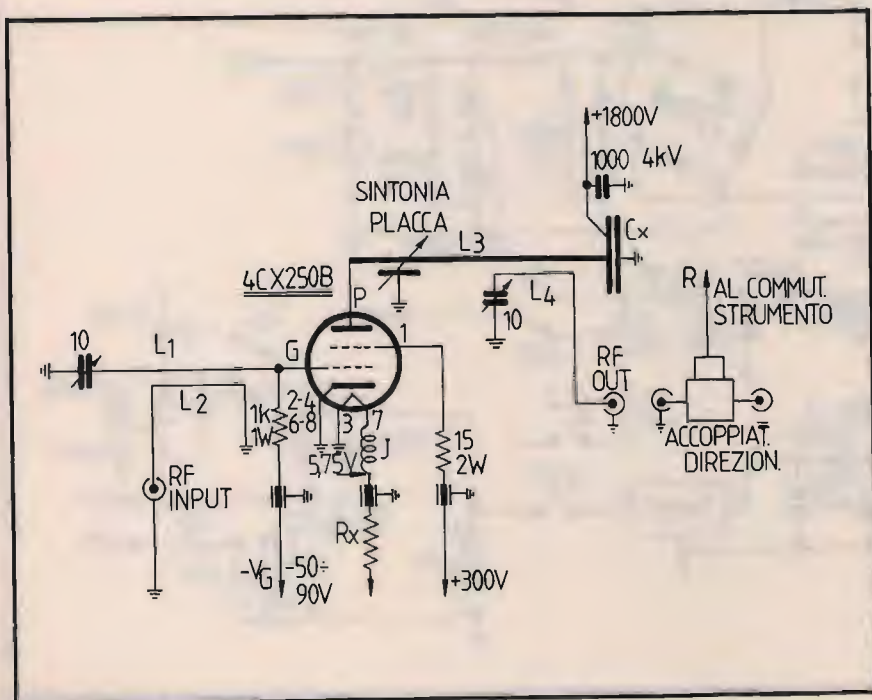 +1800V
1000 4kV
SINTONIA
PLACCA
L3
Cx
4CX250B
P
10
L4
R
AL COMMUT.
STRUMENTO
10
L1
G
1
RF
OUT
L2
1k
1W
2-4
6-8
3
7
J
15
2W
ACCOPPIAT.
DIREZION.
5,75V
RF
INPUT
Rx
-VG
-50÷
90V
+300V